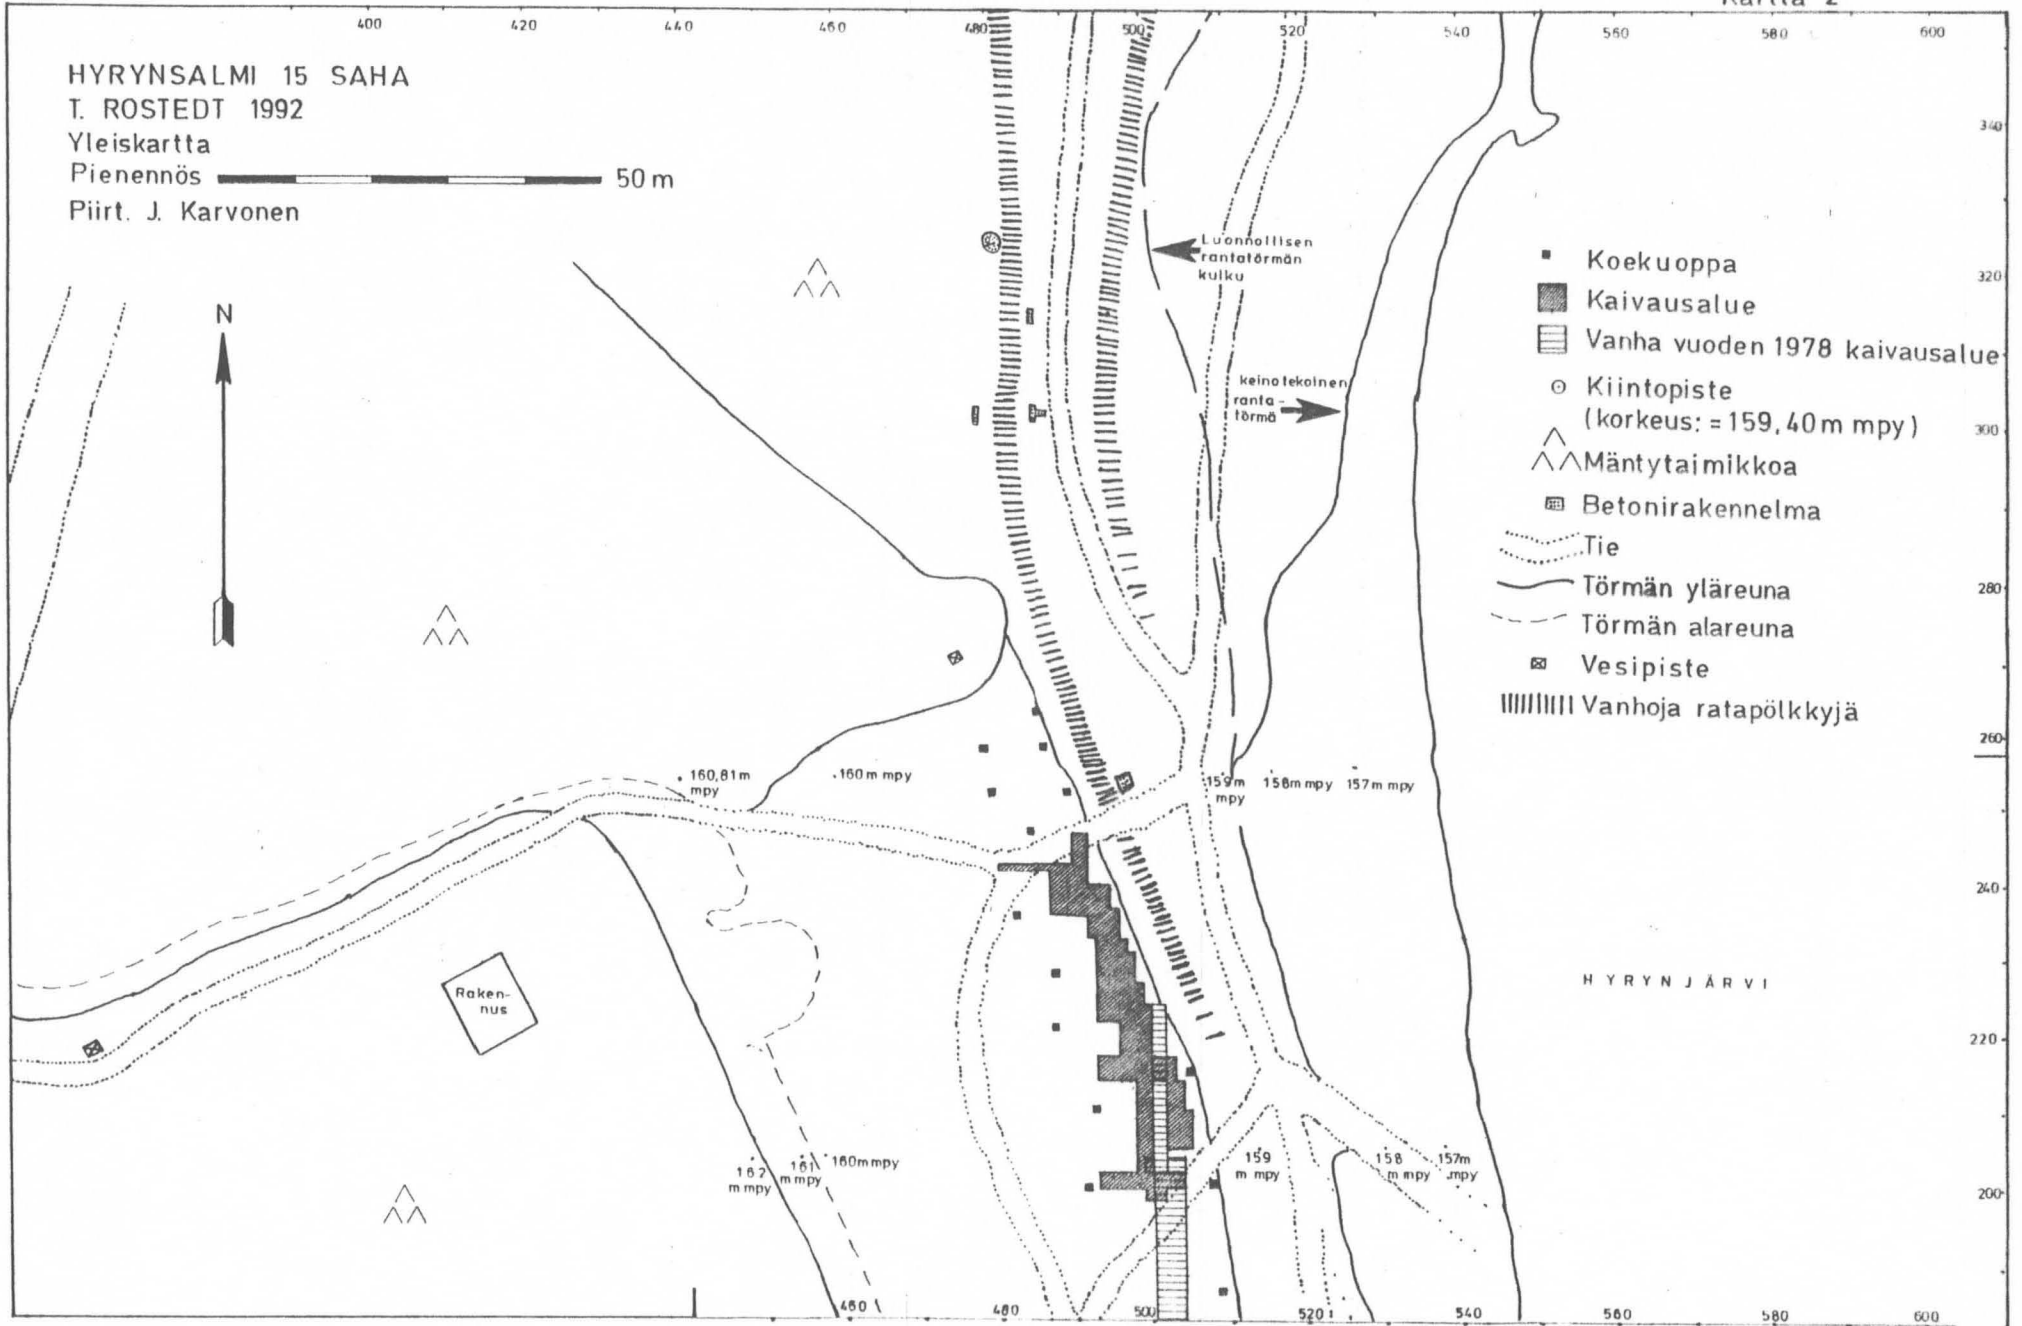 Kartta 2
400 420 440 460 480 500 520 540 560 580 600
HYRYNSALMI 15 SAHA
T. ROSTEDT 1992
Yleiskartta
Pienennös 50 m
Piirt. J. Karvonen
N
Luonnollisen
rantatörmän
kulku
keinotekoinen
ranta-
törmä
Koekuoppa
Kaivausalue
Vanha vuoden 1978 kaivausalue
Kiintopiste
(korkeus: = 159,40 m mpy)
Mäntytaimikkoa
Betonirakennelma
Tie
Törmän yläreuna
Törmän alareuna
Vesipiste
Vanhoja ratapölkkyjä
340
320
300
280
260
240
220
200
160,81 m
mpy
160 m mpy
159 m
mpy
158 m mpy
157 m mpy
Raken-
nus
HYRYNJÄRVI
162
m mpy
161
m mpy
160 m mpy
159
m mpy
158
m mpy
157 m
mpy
460 480 500 520 540 560 580 600